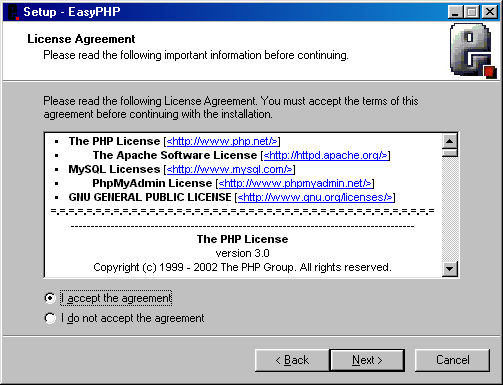 Setup - EasyPHP
License Agreement
Please read the following important information before continuing.
Please read the following License Agreement. You must accept the terms of this
agreement before continuing with the installation.
▪ The PHP License [<http://www.php.net/>]
▪ The Apache Software License [<http://httpd.apache.org/>]
▪ MySQL Licenses [<http://www.mysql.com/>]
▪ PhpMyAdmin License [<http://www.phpmyadmin.net/>]
▪ GNU GENERAL PUBLIC LICENSE [<http://www.gnu.org/licenses/>]
=-=-=-=-=-=-=-=-=-=-=-=-=-=-=-=-=-=-=-=-=-=-=-=-=-=-=-=-=-=
--------------------------------------------------------------------
The PHP License
version 3.0
Copyright (c) 1999 - 2002 The PHP Group. All rights reserved.
I accept the agreement
I do not accept the agreement
< Back
Next >
Cancel